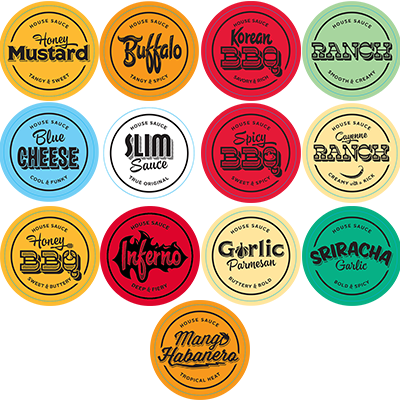 HOUSE SAUCE
Honey
Mustard
TANGY & SWEET
HOUSE SAUCE
Buffalo
TANGY & SPICY
HOUSE SAUCE
Korean
BBQ
SAVORY & RICH
HOUSE SAUCE
RANCH
SMOOTH & CREAMY
HOUSE SAUCE
Blue
CHEESE
COOL & FUNKY
HOUSE SAUCE
SLIM
Sauce
TRUE ORIGINAL
HOUSE SAUCE
Spicy
BBQ
SWEET & SPICY
HOUSE SAUCE
Cayenne
RANCH
CREAMY with a KICK
HOUSE SAUCE
Honey
BBQ
SWEET & BUTTERY
HOUSE SAUCE
Inferno
DEEP & FIERY
HOUSE SAUCE
Garlic
Parmesan
BUTTERY & BOLD
HOUSE SAUCE
SRIRACHA
Garlic
BOLD & SPICY
HOUSE SAUCE
Mango
Habanero
TROPICAL HEAT